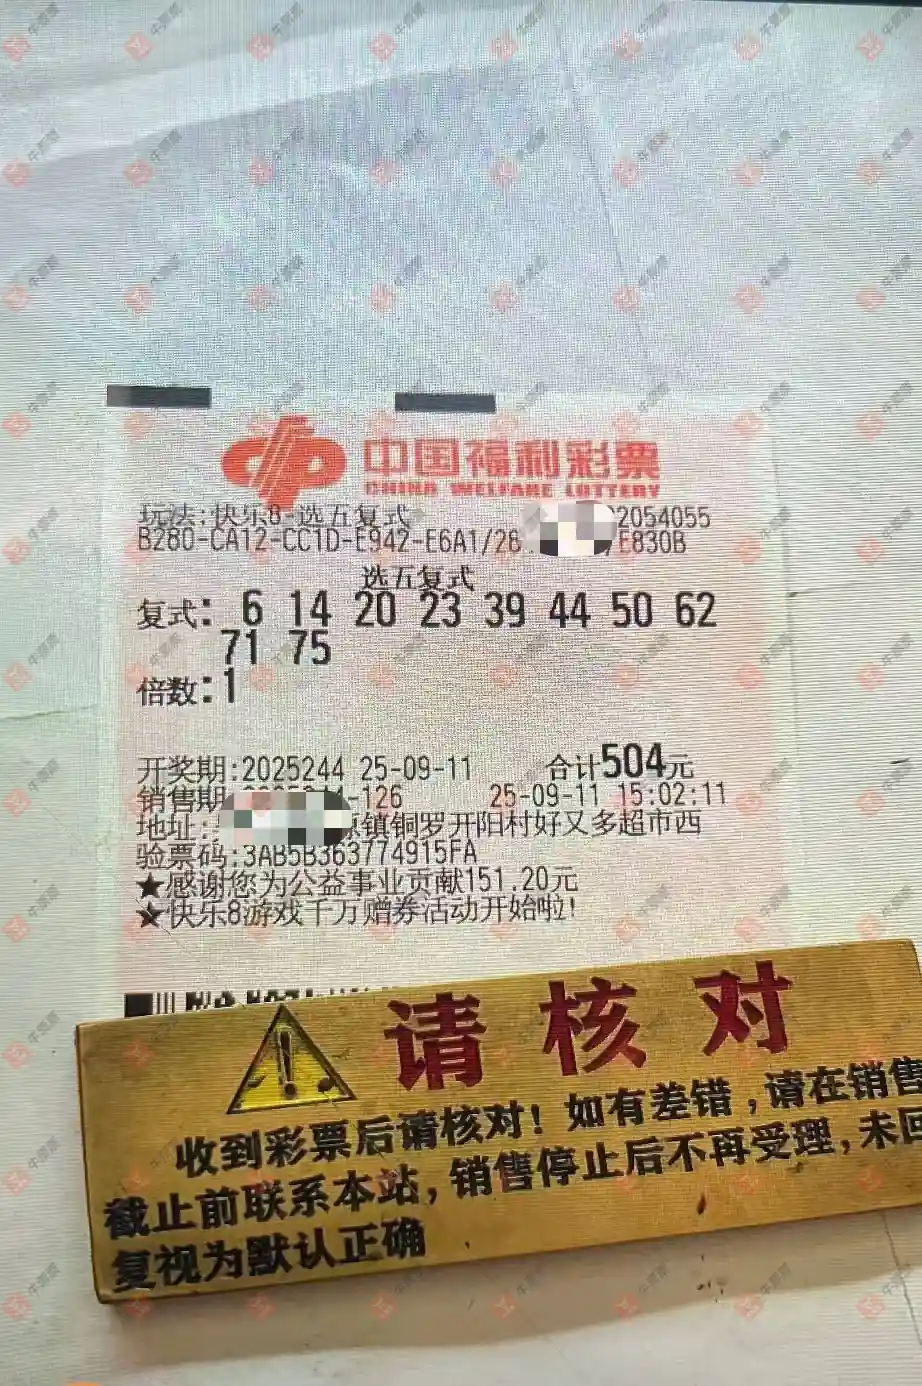 中国福利彩票
CHINA WELFARE LOTTERY
玩法:快乐8-选五复式 2054055
B280-CA12-CC1D-E942-E6A1/28 /E830B
选五复式
复式: 6 14 20 23 39 44 50 62
71 75
倍数:1
开奖期:2025244 25-09-11 合计504元
销售期 -126 25-09-11 15:02:11
地址: 镇铜罗开阳村好又多超市西
验票码:3AB5B363774915FA
★感谢您为公益事业贡献151.20元
★快乐8游戏千万赠券活动开始啦!
请核对
收到彩票后请核对!如有差错,请在销售
截止前联系本站,销售停止后不再受理,未回
复视为默认正确